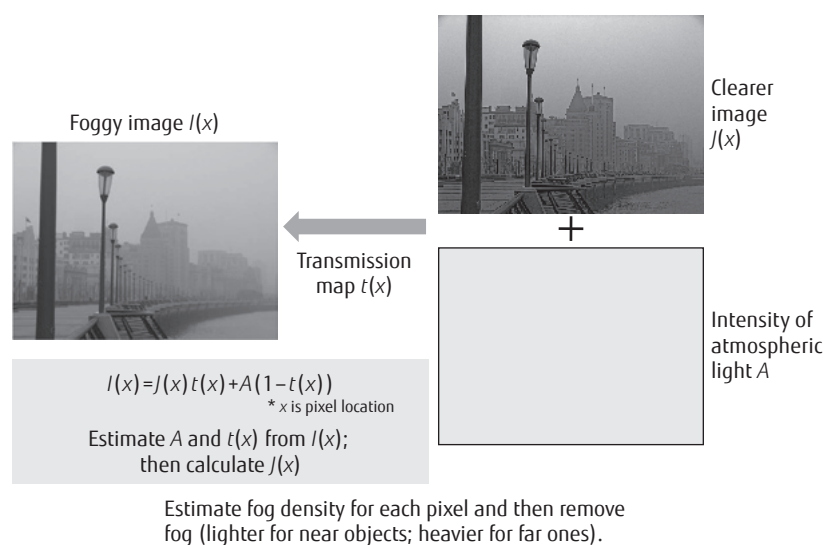 Foggy image I(x)
Clearer
image
J(x)
+
Transmission
map t(x)
Intensity of
atmospheric
light A
I(x)=J(x)t(x)+A(1−t(x))
* x is pixel location
Estimate A and t(x) from I(x);
then calculate J(x)
Estimate fog density for each pixel and then remove
fog (lighter for near objects; heavier for far ones).